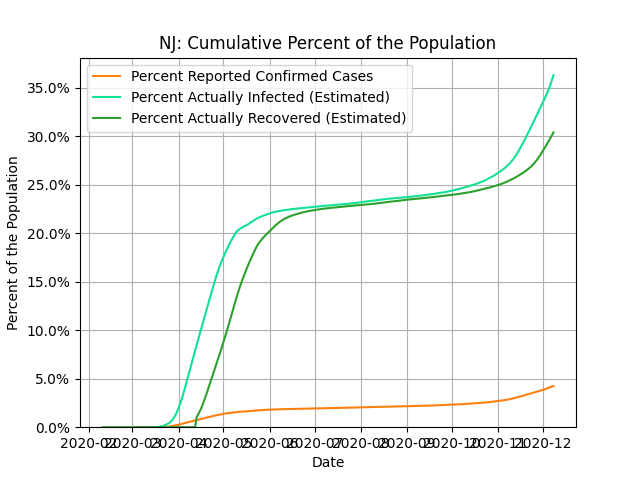 NJ: Cumulative Percent of the Population
Percent Reported Confirmed Cases
Percent Actually Infected (Estimated)
Percent Actually Recovered (Estimated)
35.0%
30.0%
25.0%
20.0%
15.0%
10.0%
5.0%
0.0%
Percent of the Population
2020-02 2020-03 2020-04 2020-05 2020-06 2020-07 2020-08 2020-09 2020-10 2020-11 2020-12
Date